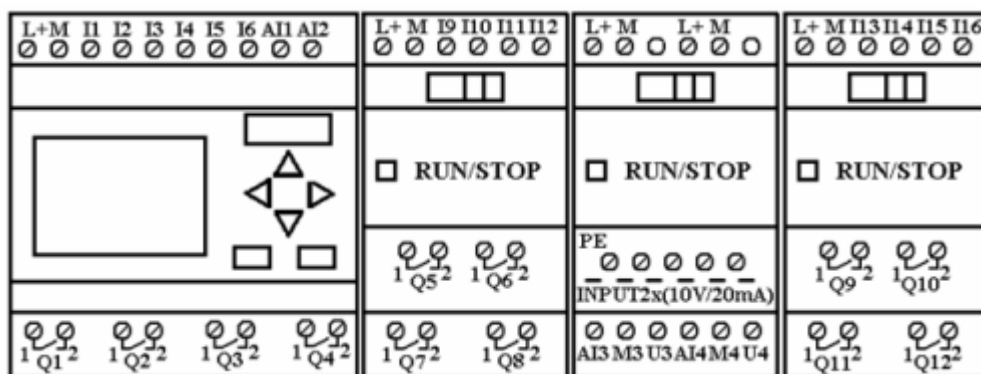 L+ M I1 I2 I3 I4 I5 I6 AI1 AI2
L+ M I9 I10 I11 I12
L+ M L+ M
L+ M I13 I14 I15 I16
RUN/STOP
RUN/STOP
RUN/STOP
1 Q5 2 1 Q6 2
PE
INPUT2x(10V/20mA)
1 Q9 2 1 Q10 2
1 Q1 2 1 Q2 2 1 Q3 2 1 Q4 2
1 Q7 2 1 Q8 2
AI3 M3 U3 AI4 M4 U4
1 Q11 2 1 Q12 2